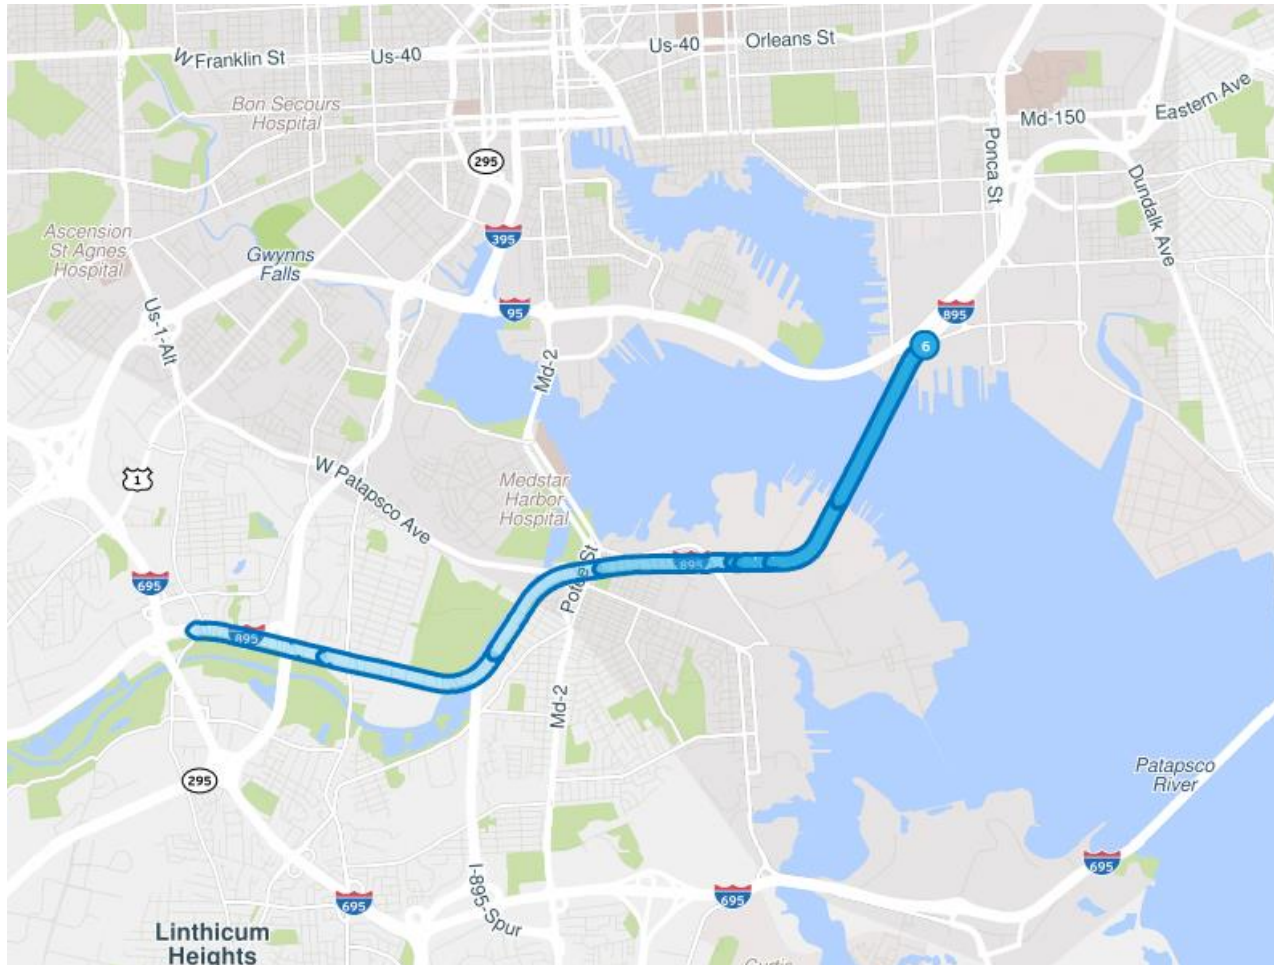 W Franklin St
Us-40
Us-40
Orleans St
Bon Secours
Hospital
Md-150
Eastern Ave
295
Ponca St
Dundalk Ave
Ascension
St Agnes
Hospital
395
Gwynns
Falls
95
895
Us-1-Alt
6
Md-2
1
W Patapsco Ave
Medstar
Harbor
Hospital
695
895
Potee St
895
Md-2
295
Patapsco
River
695
695
695
I-895-Spur
Linthicum
Heights
Curtis